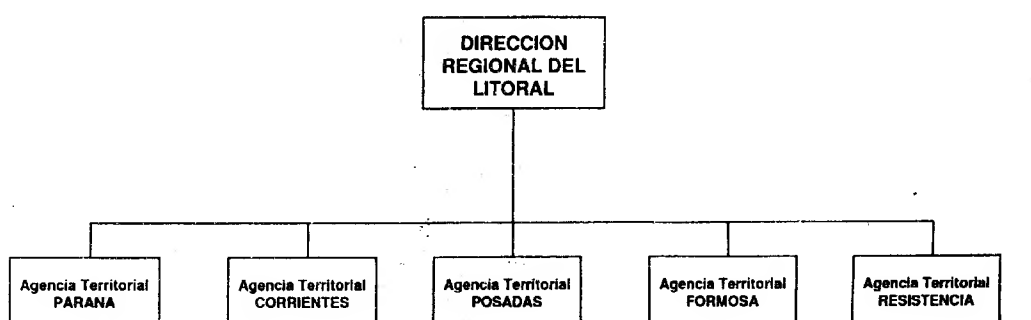 DIRECCION
REGIONAL DEL
LITORAL
Agencia Territorial
PARANA
Agencia Territorial
CORRIENTES
Agencia Territorial
POSADAS
Agencia Territorial
FORMOSA
Agencia Territorial
RESISTENCIA